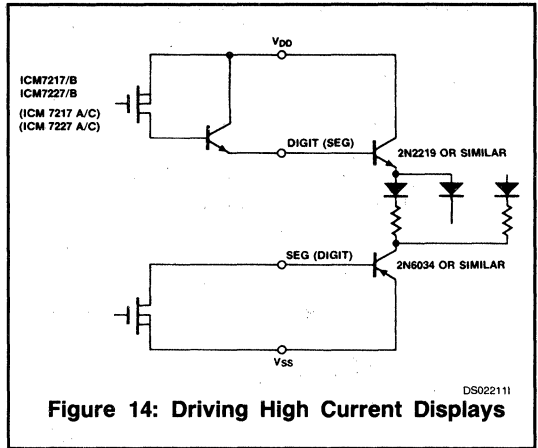 V_DD
ICM7217/B
ICM7227/B
(ICM 7217 A/C)
(ICM 7227 A/C)
DIGIT (SEG)
2N2219 OR SIMILAR
SEG (DIGIT)
2N6034 OR SIMILAR
V_SS
DS02211I
Figure 14: Driving High Current Displays